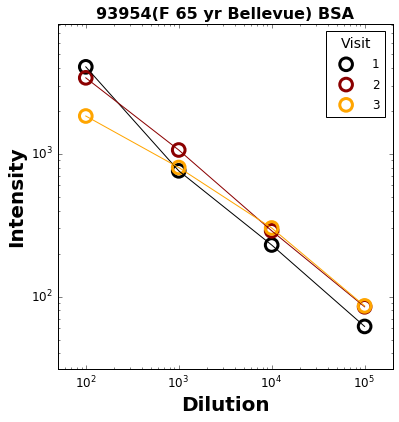 93954(F 65 yr Bellevue) BSA
Visit
1
2
3
Intensity
10³
10²
10² 10³ 10⁴ 10⁵
Dilution